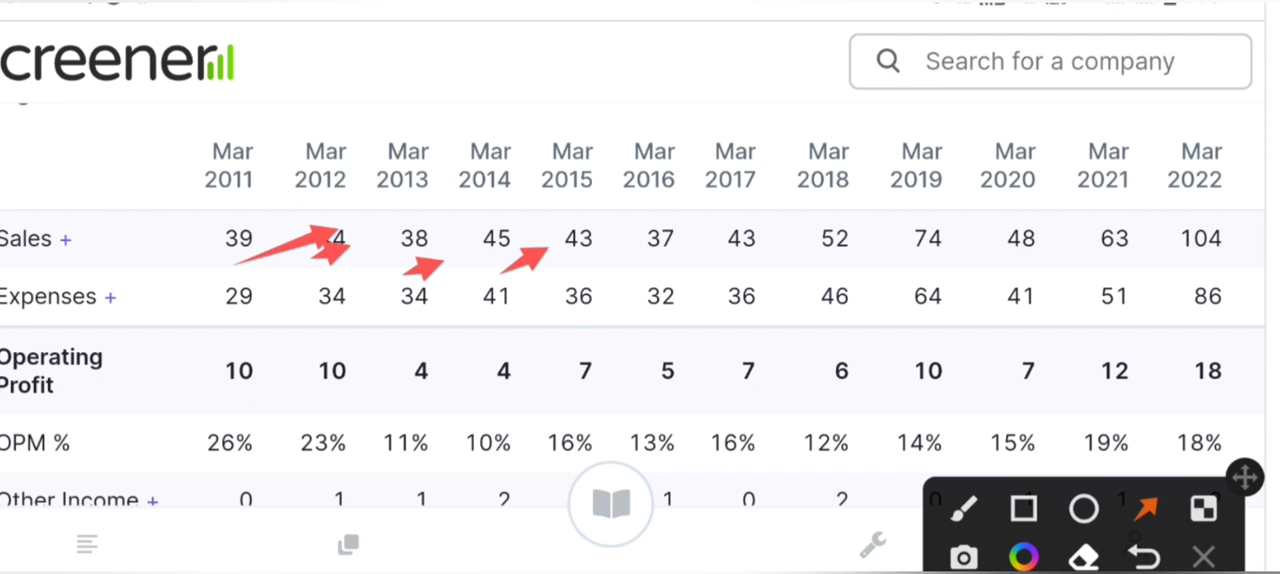 creener
Search for a company
Mar Mar Mar Mar Mar Mar Mar Mar Mar Mar Mar Mar
2011 2012 2013 2014 2015 2016 2017 2018 2019 2020 2021 2022
Sales + 39 4 38 45 43 37 43 52 74 48 63 104
Expenses + 29 34 34 41 36 32 36 46 64 41 51 86
Operating
Profit 10 10 4 4 7 5 7 6 10 7 12 18
OPM % 26% 23% 11% 10% 16% 13% 16% 12% 14% 15% 19% 18%
Other Income + 0 1 1 2 1 0 2